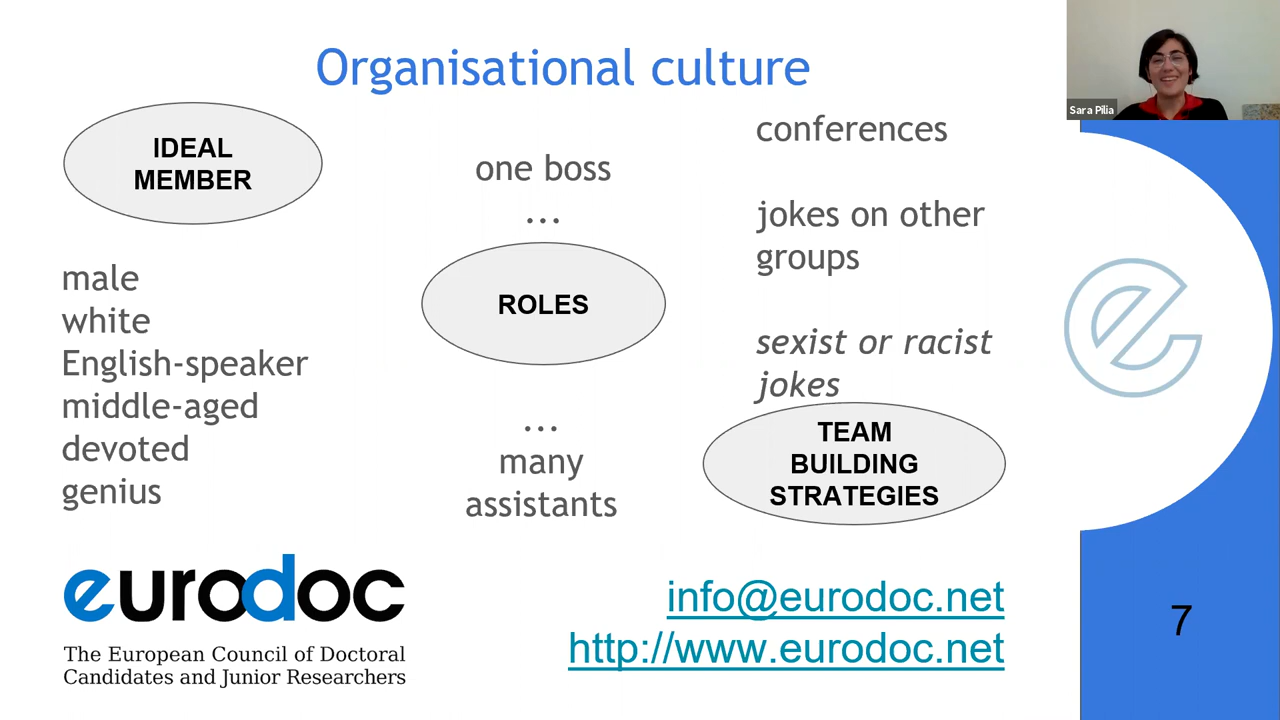 Organisational culture
IDEAL
MEMBER
male
white
English-speaker
middle-aged
devoted
genius
one boss
...
ROLES
...
many
assistants
conferences
jokes on other
groups
sexist or racist
jokes
TEAM
BUILDING
STRATEGIES
Sara Pilia
eurodoc
The European Council of Doctoral
Candidates and Junior Researchers
info@eurodoc.net
http://www.eurodoc.net
7